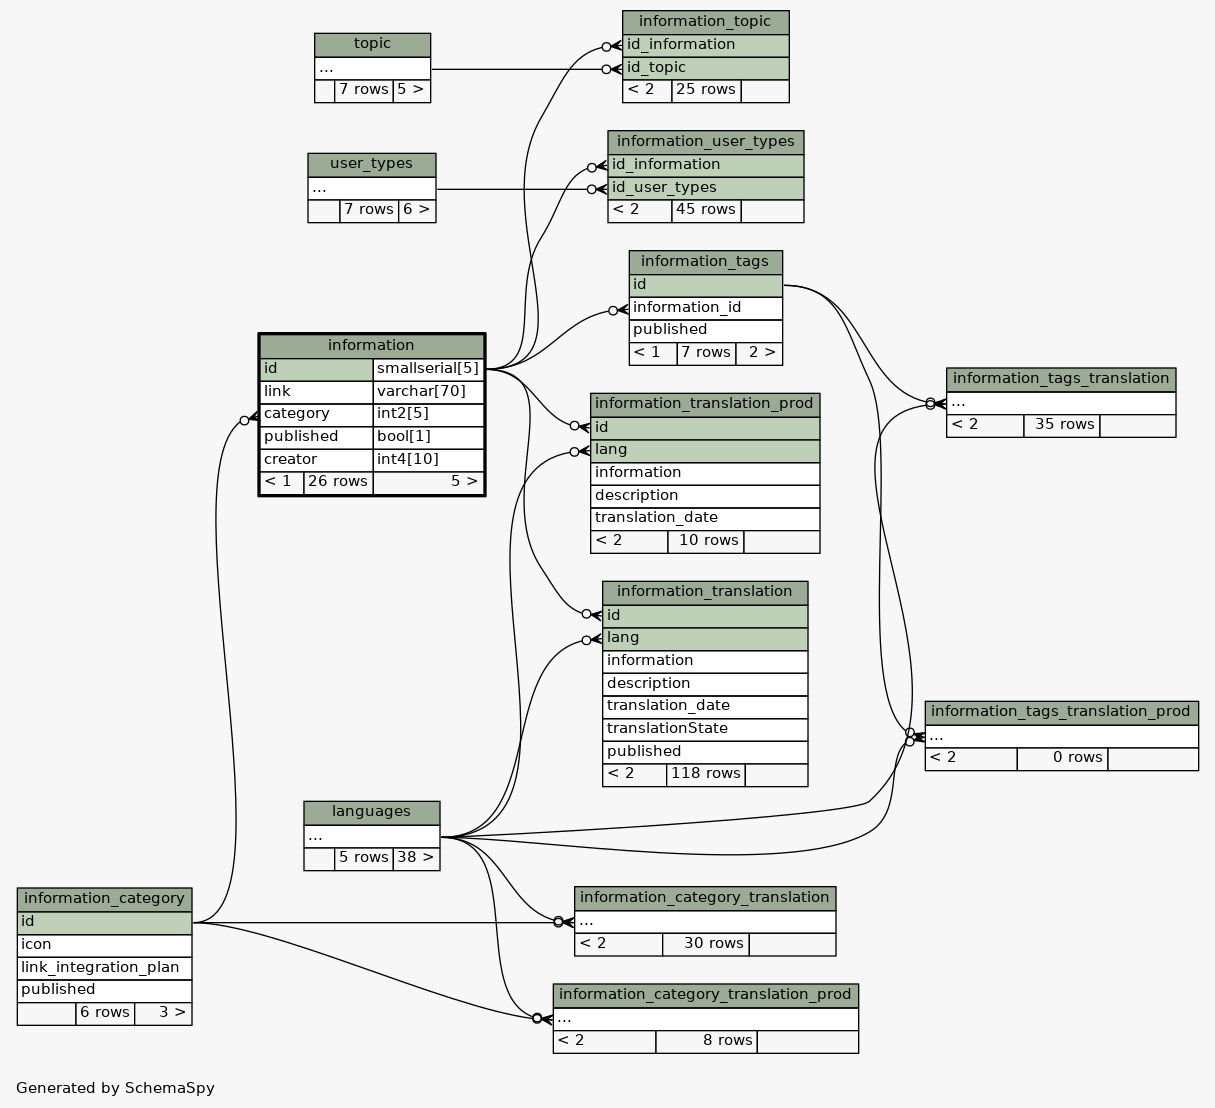 information_topic
id_information
id_topic
< 2 25 rows
topic
...
7 rows 5 >
information_user_types
id_information
id_user_types
< 2 45 rows
user_types
...
7 rows 6 >
information_tags
id
information_id
published
< 1 7 rows 2 >
information
id smallserial[5]
link varchar[70]
category int2[5]
published bool[1]
creator int4[10]
< 1 26 rows 5 >
information_tags_translation
...
< 2 35 rows
information_translation_prod
id
lang
information
description
translation_date
< 2 10 rows
information_translation
id
lang
information
description
translation_date
translationState
published
< 2 118 rows
information_tags_translation_prod
...
< 2 0 rows
languages
...
5 rows 38 >
information_category
id
icon
link_integration_plan
published
6 rows 3 >
information_category_translation
...
< 2 30 rows
information_category_translation_prod
...
< 2 8 rows
Generated by SchemaSpy